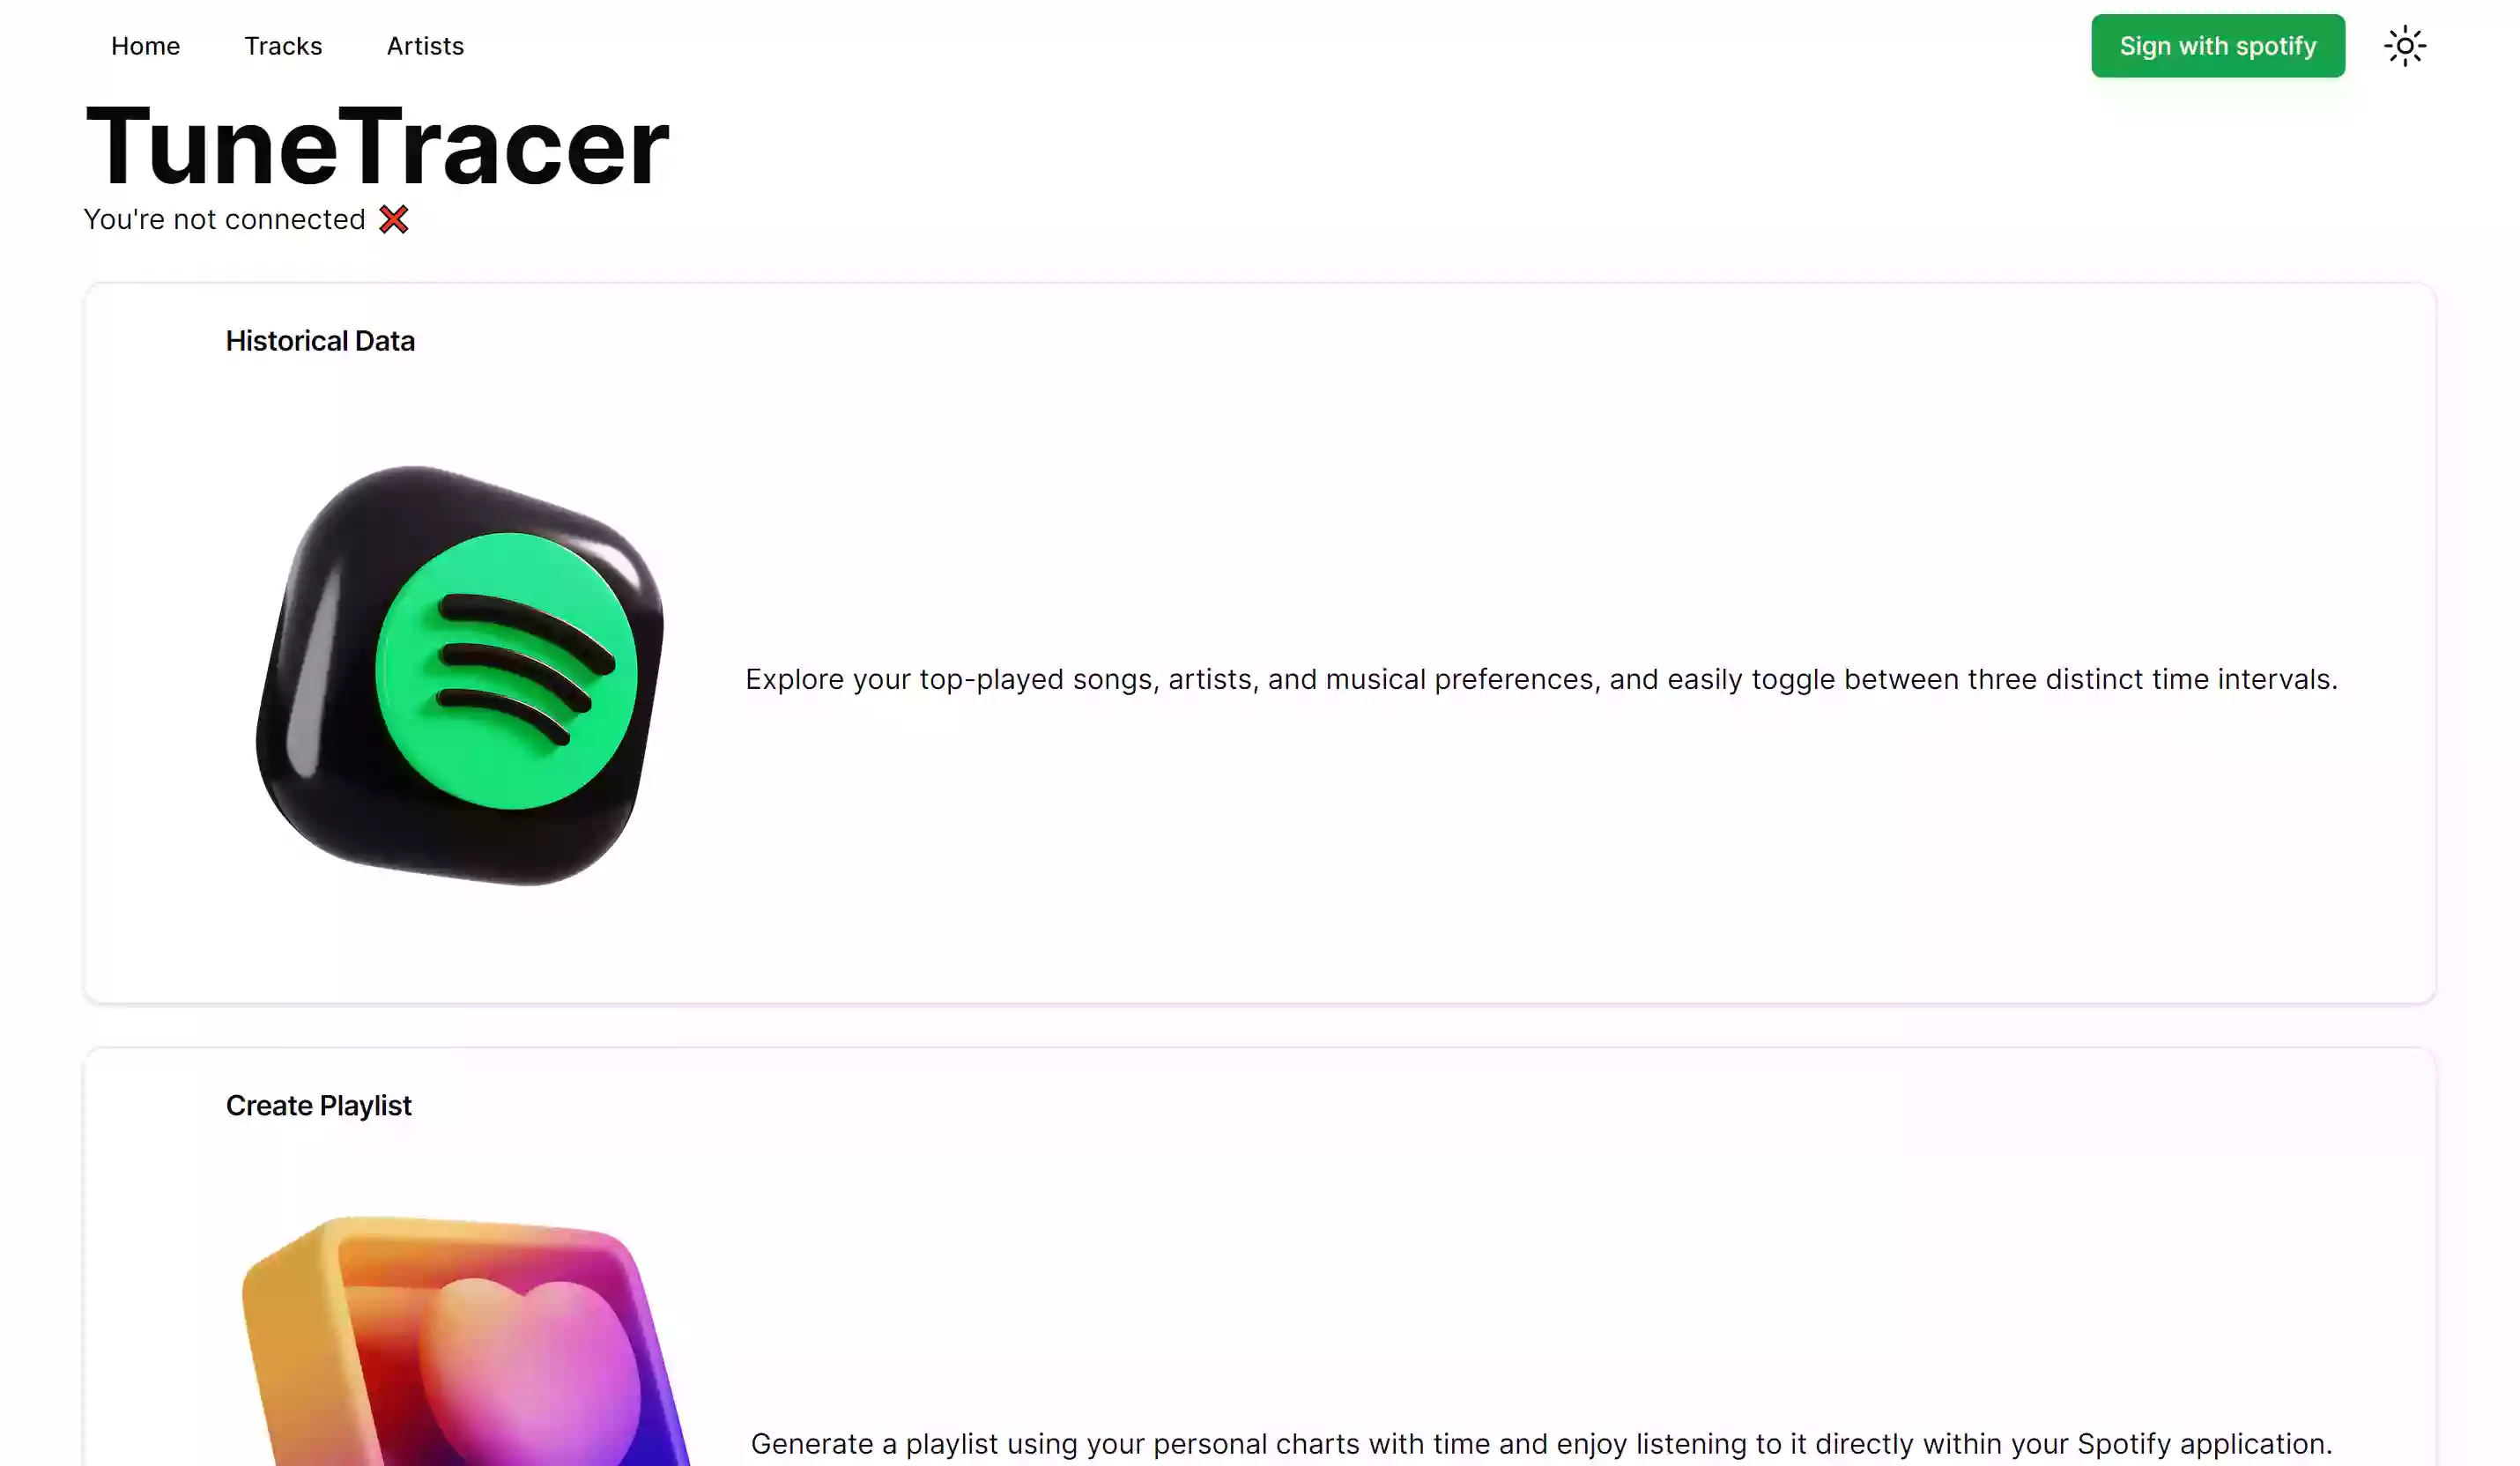 Home Tracks Artists Sign with spotify
TuneTracer
You're not connected ❌
Historical Data
Explore your top-played songs, artists, and musical preferences, and easily toggle between three distinct time intervals.
Create Playlist
Generate a playlist using your personal charts with time and enjoy listening to it directly within your Spotify application.